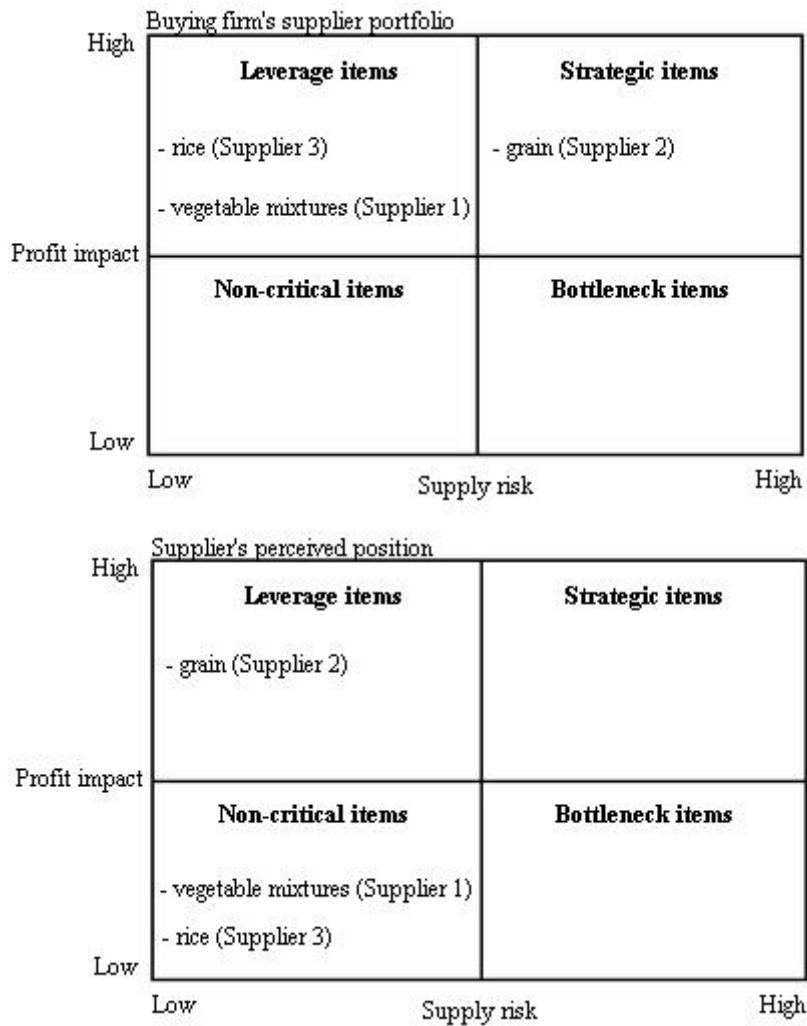 Buying firm's supplier portfolio
High
Leverage items
Strategic items
- rice (Supplier 3)
- grain (Supplier 2)
- vegetable mixtures (Supplier 1)
Profit impact
Non-critical items
Bottleneck items
Low
Low
Supply risk
High
Supplier's perceived position
High
Leverage items
Strategic items
- grain (Supplier 2)
Profit impact
Non-critical items
Bottleneck items
- vegetable mixtures (Supplier 1)
- rice (Supplier 3)
Low
Low
Supply risk
High